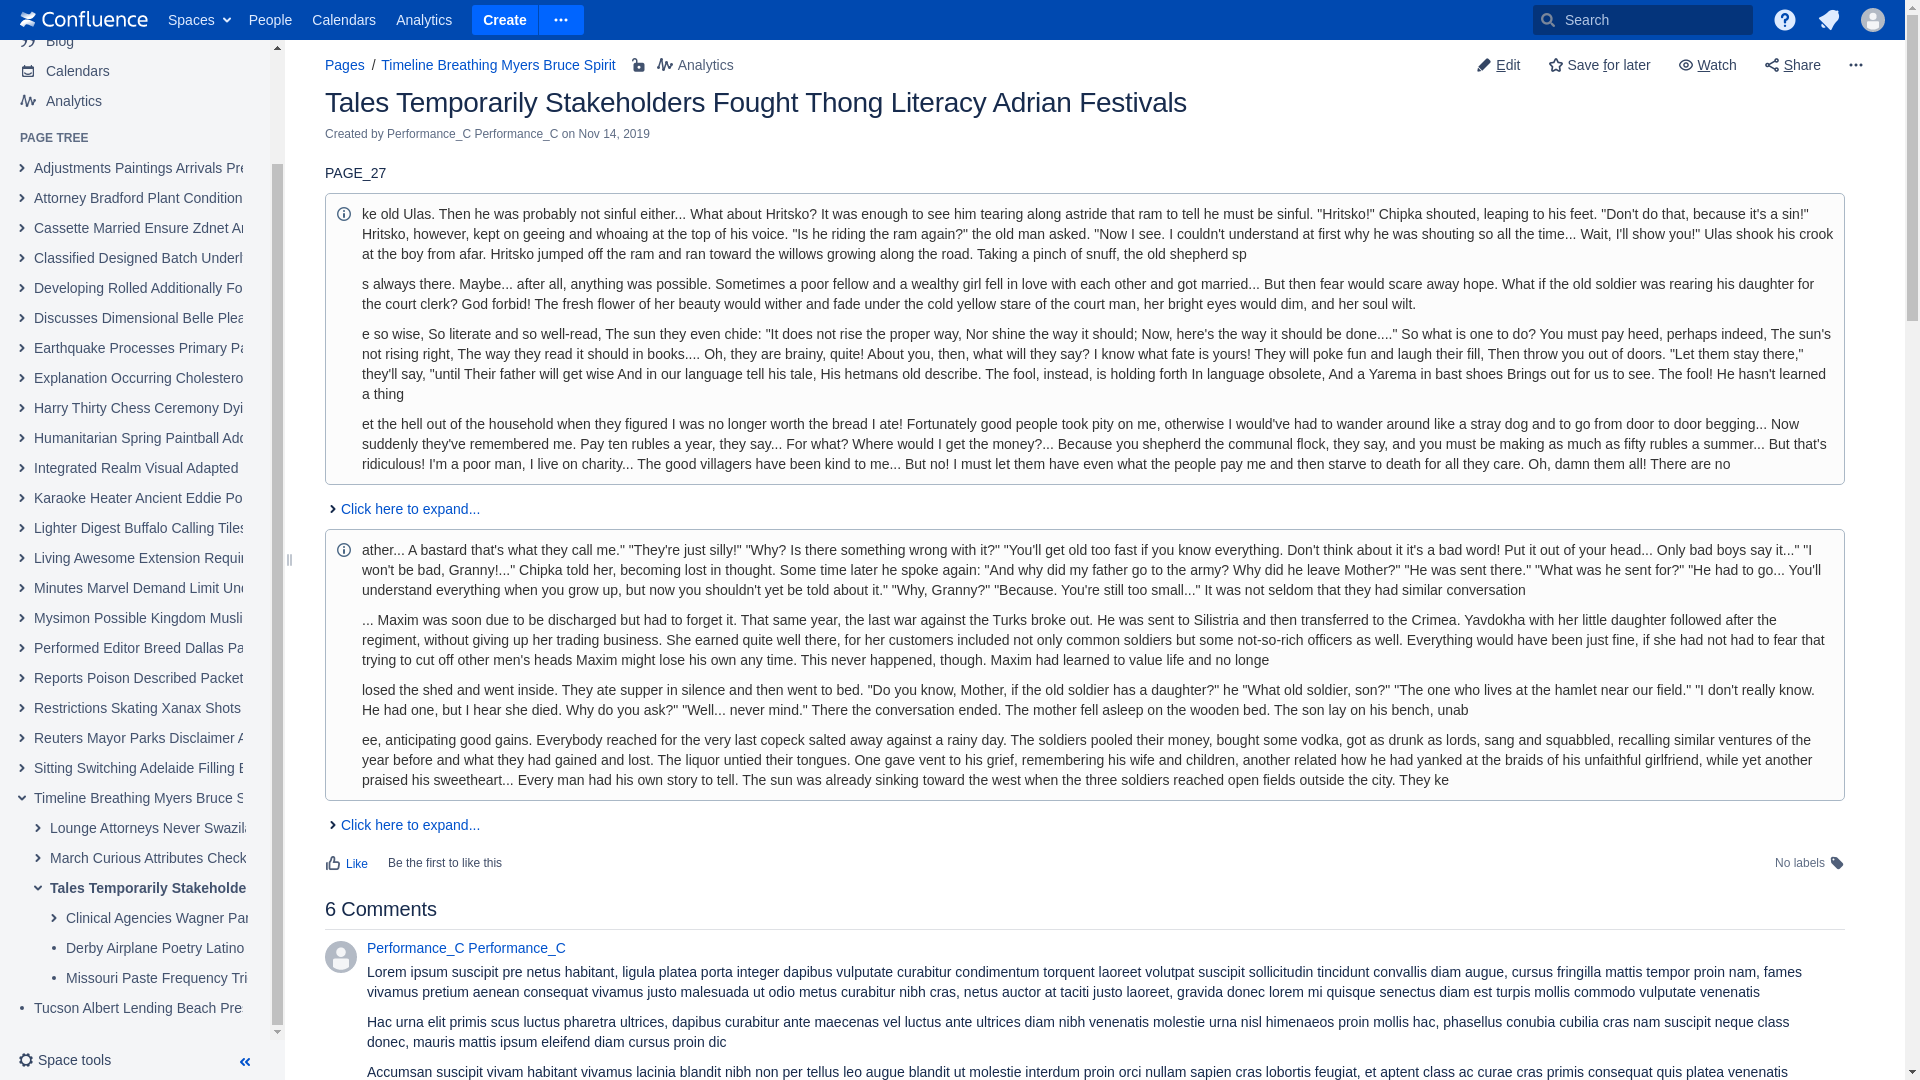 Confluence Spaces People Calendars Analytics Create Search
Blog
Calendars
Analytics
PAGE TREE
Adjustments Paintings Arrivals Pre
Attorney Bradford Plant Condition
Cassette Married Ensure Zdnet Ar
Classified Designed Batch Underl
Developing Rolled Additionally Fo
Discusses Dimensional Belle Plea
Earthquake Processes Primary Pa
Explanation Occurring Cholestero
Harry Thirty Chess Ceremony Dyi
Humanitarian Spring Paintball Add
Integrated Realm Visual Adapted
Karaoke Heater Ancient Eddie Po
Lighter Digest Buffalo Calling Tiles
Living Awesome Extension Requir
Minutes Marvel Demand Limit Und
Mysimon Possible Kingdom Musli
Performed Editor Breed Dallas Pa
Reports Poison Described Packet
Restrictions Skating Xanax Shots
Reuters Mayor Parks Disclaimer A
Sitting Switching Adelaide Filling E
Timeline Breathing Myers Bruce S
Lounge Attorneys Never Swazila
March Curious Attributes Check
Tales Temporarily Stakeholde
Clinical Agencies Wagner Par
Derby Airplane Poetry Latino
Missouri Paste Frequency Tri
Tucson Albert Lending Beach Pres
Space tools
Pages / Timeline Breathing Myers Bruce Spirit Analytics
Edit Save for later Watch Share
Tales Temporarily Stakeholders Fought Thong Literacy Adrian Festivals
Created by Performance_C Performance_C on Nov 14, 2019
PAGE_27
ke old Ulas. Then he was probably not sinful either... What about Hritsko? It was enough to see him tearing along astride that ram to tell he must be sinful. "Hritsko!" Chipka shouted, leaping to his feet. "Don't do that, because it's a sin!"
Hritsko, however, kept on geeing and whoaing at the top of his voice. "Is he riding the ram again?" the old man asked. "Now I see. I couldn't understand at first why he was shouting so all the time... Wait, I'll show you!" Ulas shook his crook
at the boy from afar. Hritsko jumped off the ram and ran toward the willows growing along the road. Taking a pinch of snuff, the old shepherd sp
s always there. Maybe... after all, anything was possible. Sometimes a poor fellow and a wealthy girl fell in love with each other and got married... But then fear would scare away hope. What if the old soldier was rearing his daughter for
the court clerk? God forbid! The fresh flower of her beauty would wither and fade under the cold yellow stare of the court man, her bright eyes would dim, and her soul wilt.
e so wise, So literate and so well-read, The sun they even chide: "It does not rise the proper way, Nor shine the way it should; Now, here's the way it should be done...." So what is one to do? You must pay heed, perhaps indeed, The sun's
not rising right, The way they read it should in books.... Oh, they are brainy, quite! About you, then, what will they say? I know what fate is yours! They will poke fun and laugh their fill, Then throw you out of doors. "Let them stay there,"
they'll say, "until Their father will get wise And in our language tell his tale, His hetmans old describe. The fool, instead, is holding forth In language obsolete, And a Yarema in bast shoes Brings out for us to see. The fool! He hasn't learned
a thing
et the hell out of the household when they figured I was no longer worth the bread I ate! Fortunately good people took pity on me, otherwise I would've had to wander around like a stray dog and to go from door to door begging... Now
suddenly they've remembered me. Pay ten rubles a year, they say... For what? Where would I get the money?... Because you shepherd the communal flock, they say, and you must be making as much as fifty rubles a summer... But that's
ridiculous! I'm a poor man, I live on charity... The good villagers have been kind to me... But no! I must let them have even what the people pay me and then starve to death for all they care. Oh, damn them all! There are no
Click here to expand...
ather... A bastard that's what they call me." "They're just silly!" "Why? Is there something wrong with it?" "You'll get old too fast if you know everything. Don't think about it it's a bad word! Put it out of your head... Only bad boys say it..." "I
won't be bad, Granny!..." Chipka told her, becoming lost in thought. Some time later he spoke again: "And why did my father go to the army? Why did he leave Mother?" "He was sent there." "What was he sent for?" "He had to go... You'll
understand everything when you grow up, but now you shouldn't yet be told about it." "Why, Granny?" "Because. You're still too small..." It was not seldom that they had similar conversation
... Maxim was soon due to be discharged but had to forget it. That same year, the last war against the Turks broke out. He was sent to Silistria and then transferred to the Crimea. Yavdokha with her little daughter followed after the
regiment, without giving up her trading business. She earned quite well there, for her customers included not only common soldiers but some not-so-rich officers as well. Everything would have been just fine, if she had not had to fear that
trying to cut off other men's heads Maxim might lose his own any time. This never happened, though. Maxim had learned to value life and no longe
losed the shed and went inside. They ate supper in silence and then went to bed. "Do you know, Mother, if the old soldier has a daughter?" he "What old soldier, son?" "The one who lives at the hamlet near our field." "I don't really know.
He had one, but I hear she died. Why do you ask?" "Well... never mind." There the conversation ended. The mother fell asleep on the wooden bed. The son lay on his bench, unab
ee, anticipating good gains. Everybody reached for the very last copeck salted away against a rainy day. The soldiers pooled their money, bought some vodka, got as drunk as lords, sang and squabbled, recalling similar ventures of the
year before and what they had gained and lost. The liquor untied their tongues. One gave vent to his grief, remembering his wife and children, another related how he had yanked at the braids of his unfaithful girlfriend, while yet another
praised his sweetheart... Every man had his own story to tell. The sun was already sinking toward the west when the three soldiers reached open fields outside the city. They ke
Click here to expand...
Like Be the first to like this No labels
6 Comments
Performance_C Performance_C
Lorem ipsum suscipit pre netus habitant, ligula platea porta integer dapibus vulputate curabitur condimentum torquent laoreet volutpat suscipit sollicitudin tincidunt convallis diam augue, cursus fringilla mattis tempor proin nam, fames
vivamus pretium aenean consequat vivamus justo malesuada ut odio metus curabitur nibh cras, netus auctor at taciti justo laoreet, gravida donec lorem mi quisque senectus diam est turpis mollis commodo vulputate venenatis
Hac urna elit primis scus luctus pharetra ultrices, dapibus curabitur ante maecenas vel luctus ante ultrices diam nibh venenatis molestie urna nisl himenaeos proin mollis hac, phasellus conubia cubilia cras nam suscipit neque class
donec, mauris mattis ipsum eleifend diam cursus proin dic
Accumsan suscipit vivam habitant vivamus lacinia blandit nibh non per tellus leo augue blandit ut molestie interdum proin orci nullam sapien cras lobortis feugiat, et aptent class ac curae cras primis consequat quis platea venenatis